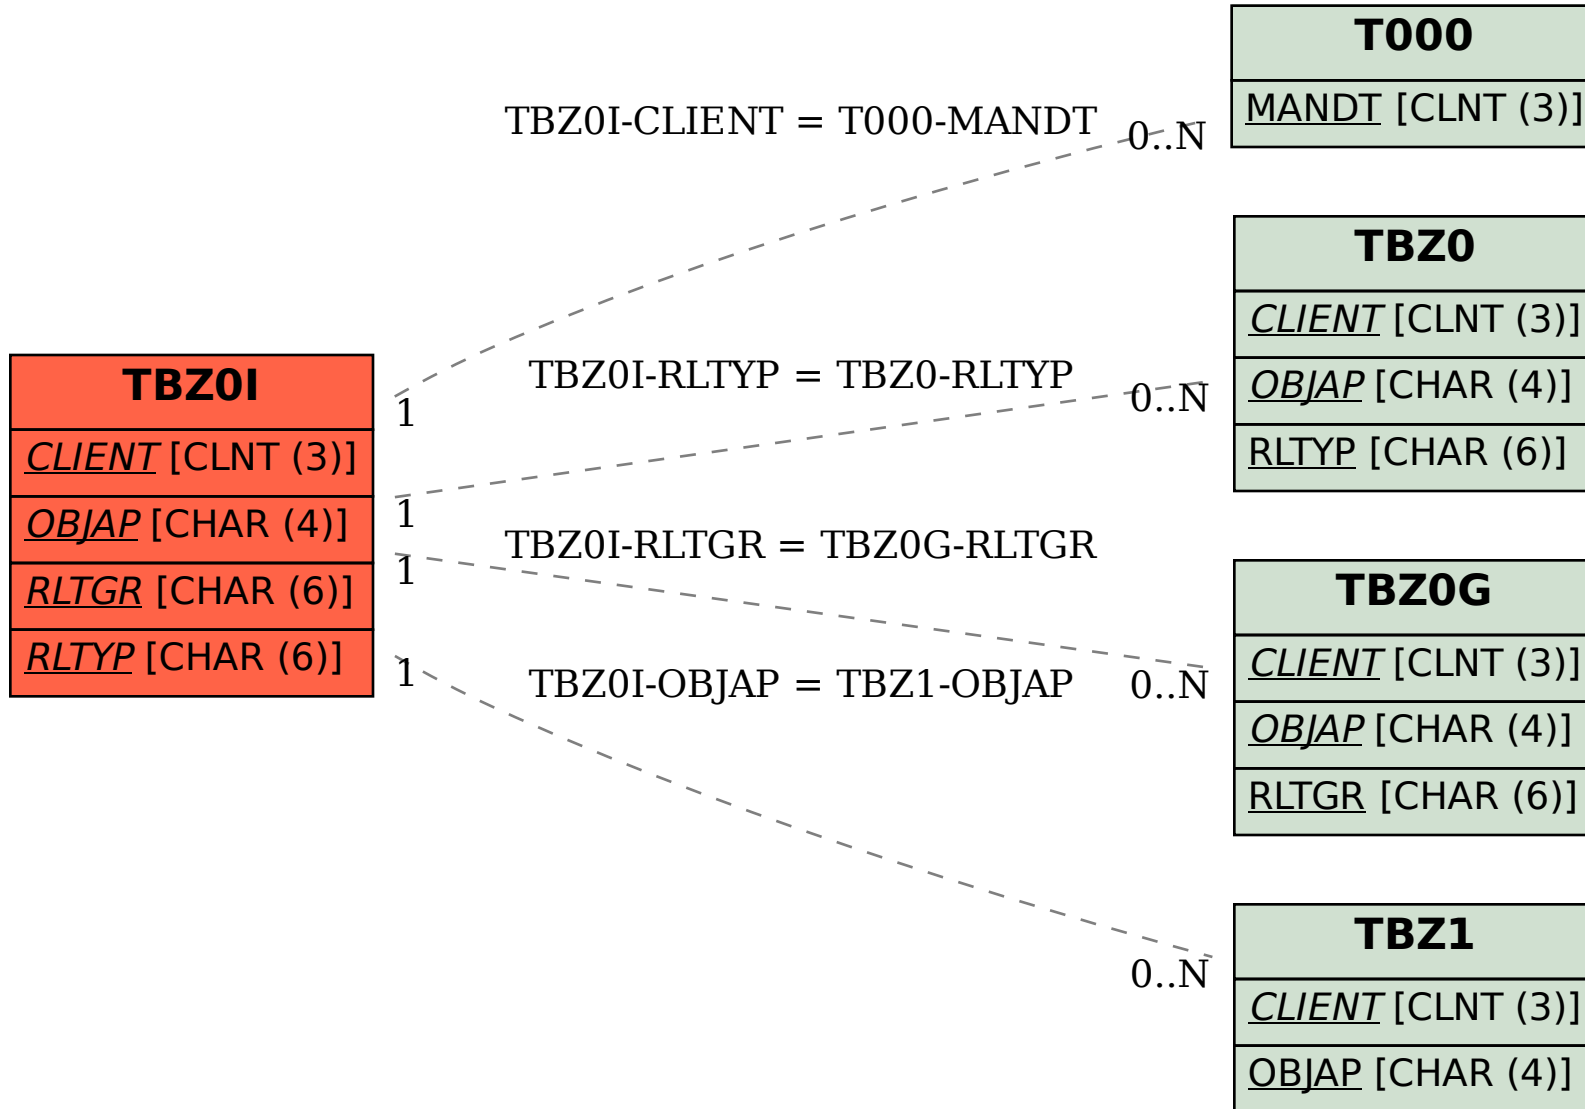 T000
MANDT [CLNT (3)]
TBZ0I-CLIENT = T000-MANDT
0..N
TBZ0
CLIENT [CLNT (3)]
OBJAP [CHAR (4)]
RLTYP [CHAR (6)]
TBZ0I-RLTYP = TBZ0-RLTYP
0..N
TBZ0I
CLIENT [CLNT (3)]
OBJAP [CHAR (4)]
RLTGR [CHAR (6)]
RLTYP [CHAR (6)]
1
1
1
1
TBZ0I-RLTGR = TBZ0G-RLTGR
TBZ0G
CLIENT [CLNT (3)]
OBJAP [CHAR (4)]
RLTGR [CHAR (6)]
TBZ0I-OBJAP = TBZ1-OBJAP
0..N
0..N
TBZ1
CLIENT [CLNT (3)]
OBJAP [CHAR (4)]